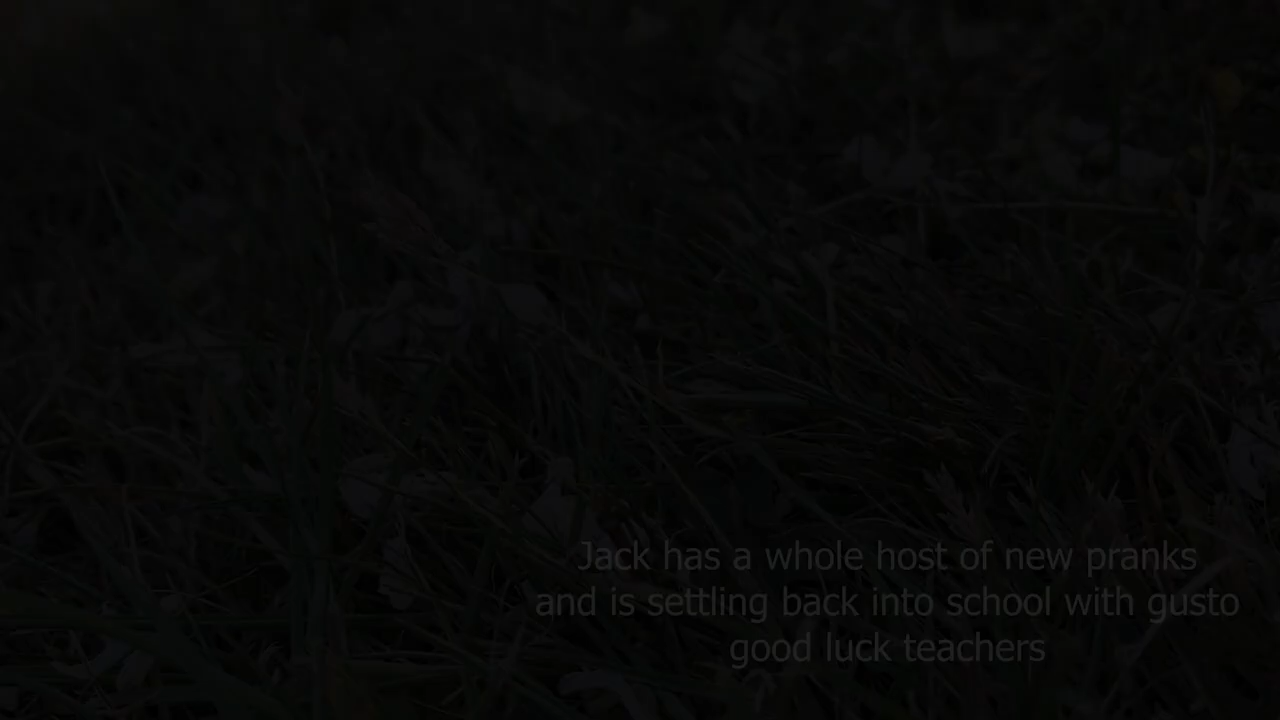 Jack has a whole host of new pranks
and is settling back into school with gusto
good luck teachers